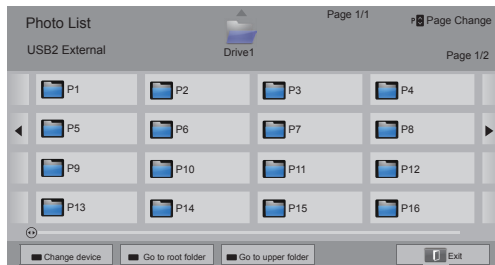 Photo List
Page 1/1
P Page Change
USB2 External
Drive1
Page 1/2
P1 P2 P3 P4
P5 P6 P7 P8
P9 P10 P11 P12
P13 P14 P15 P16
Change device Go to root folder Go to upper folder Exit